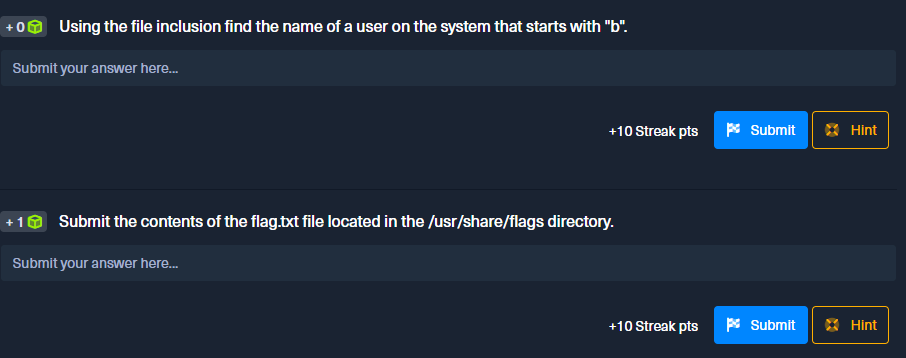 + 0 Using the file inclusion find the name of a user on the system that starts with "b".
Submit your answer here...
+10 Streak pts Submit Hint
+ 1 Submit the contents of the flag.txt file located in the /usr/share/flags directory.
Submit your answer here...
+10 Streak pts Submit Hint